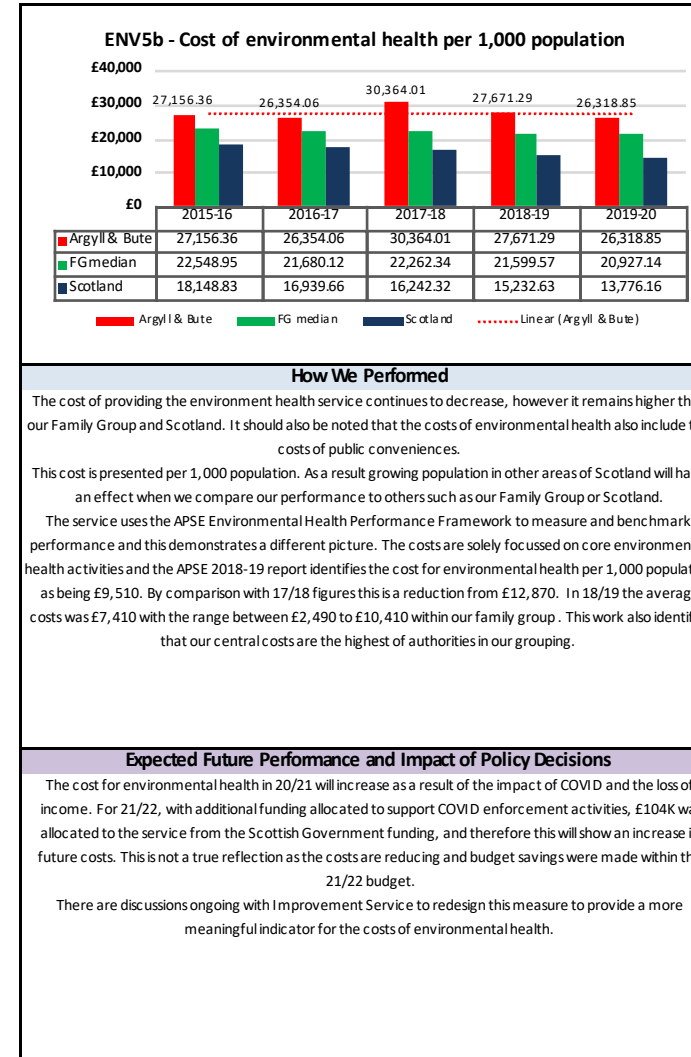 ENV5b - Cost of environmental health per 1,000 population
£40,000
£30,000
£20,000
£10,000
£0
27,156.36
26,354.06
30,364.01
27,671.29
26,318.85
2015-16 2016-17 2017-18 2018-19 2019-20
Argyll & Bute 27,156.36 26,354.06 30,364.01 27,671.29 26,318.85
FG median 22,548.95 21,680.12 22,262.34 21,599.57 20,927.14
Scotland 18,148.83 16,939.66 16,242.32 15,232.63 13,776.16
Argyll & Bute FG median Scotland Linear (Argyll & Bute)
How We Performed
The cost of providing the environment health service continues to decrease, however it remains higher th
our Family Group and Scotland. It should also be noted that the costs of environmental health also include
costs of public conveniences.
This cost is presented per 1,000 population. As a result growing population in other areas of Scotland will ha
an effect when we compare our performance to others such as our Family Group or Scotland.
The service uses the APSE Environmental Health Performance Framework to measure and benchmark
performance and this demonstrates a different picture. The costs are solely focussed on core environmen
health activities and the APSE 2018-19 report identifies the cost for environmental health per 1,000 populat
as being £9,510. By comparison with 17/18 figures this is a reduction from £12,870. In 18/19 the averag
costs was £7,410 with the range between £2,490 to £10,410 within our family group . This work also identif
that our central costs are the highest of authorities in our grouping.
Expected Future Performance and Impact of Policy Decisions
The cost for environmental health in 20/21 will increase as a result of the impact of COVID and the loss of
income. For 21/22, with additional funding allocated to support COVID enforcement activities, £104K wa
allocated to the service from the Scottish Government funding, and therefore this will show an increase i
future costs. This is not a true reflection as the costs are reducing and budget savings were made within th
21/22 budget.
There are discussions ongoing with Improvement Service to redesign this measure to provide a more
meaningful indicator for the costs of environmental health.